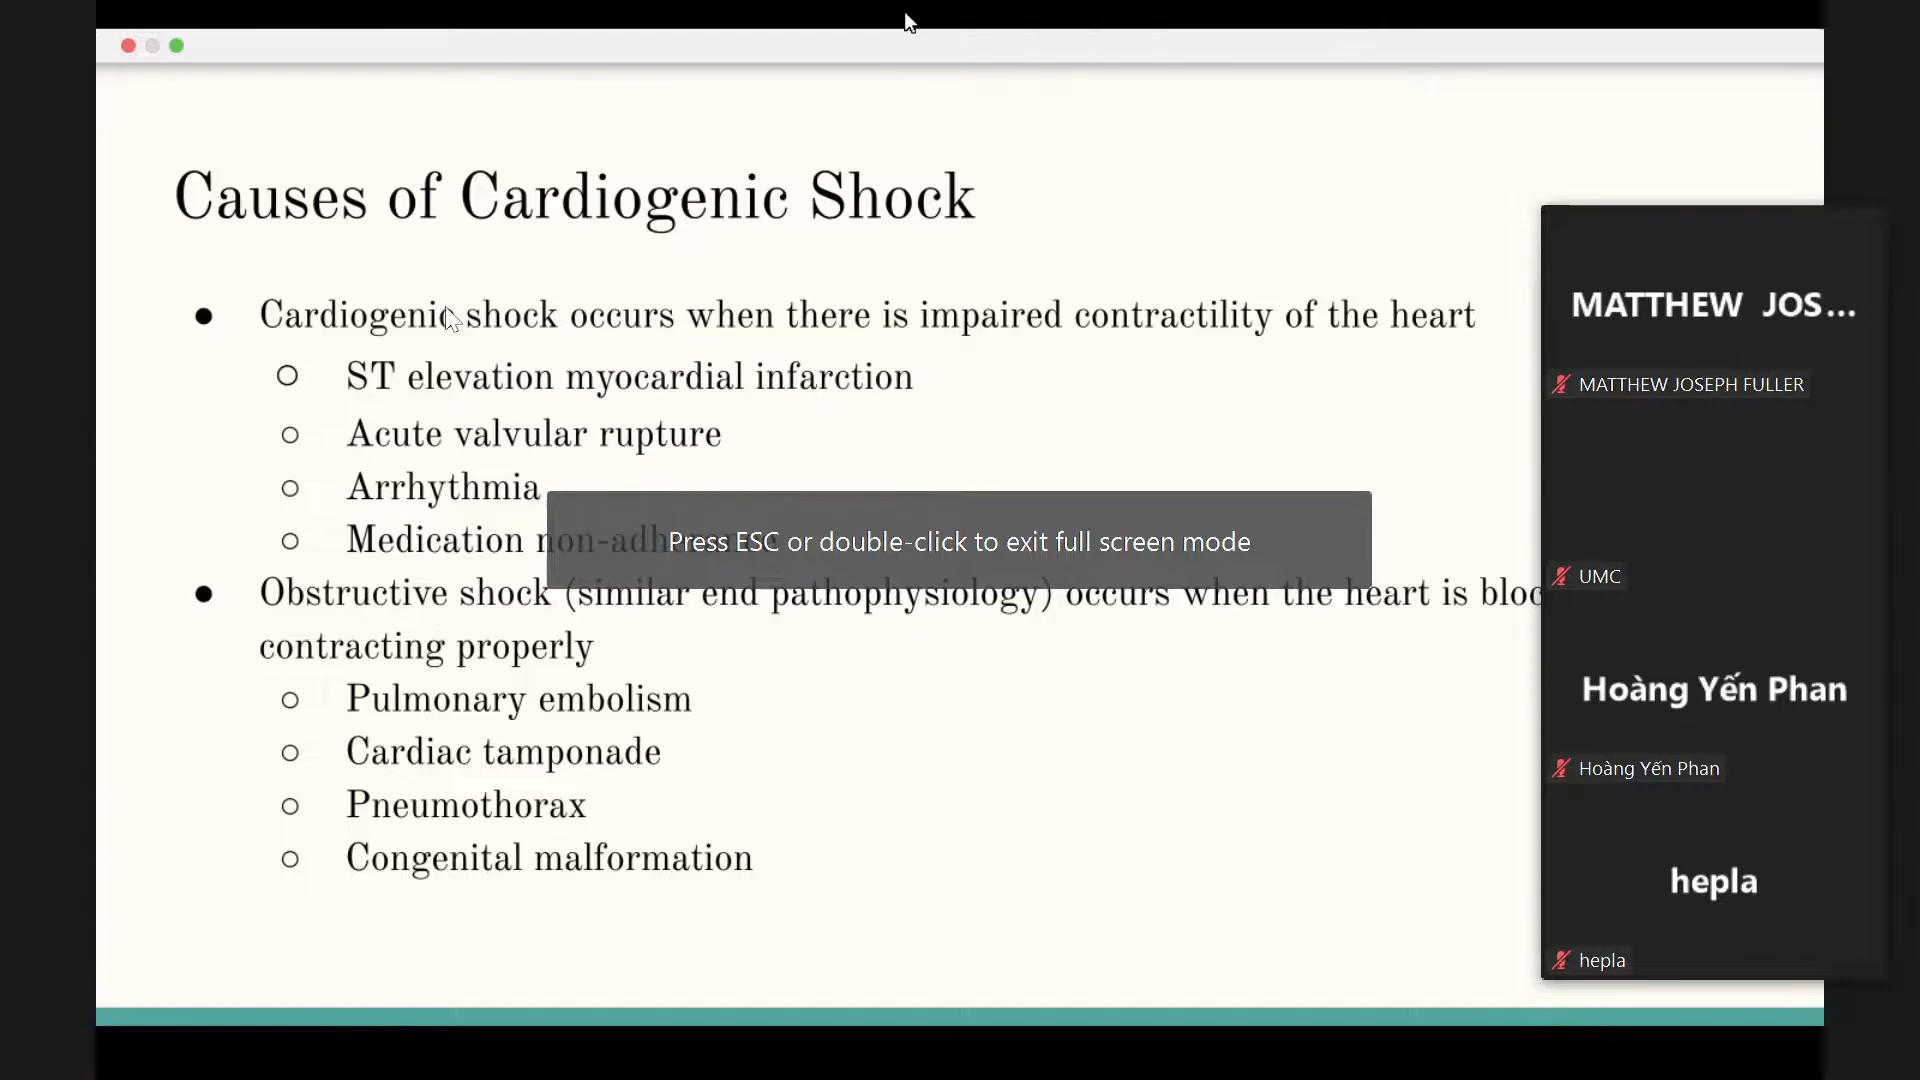 Causes of Cardiogenic Shock
● Cardiogenic shock occurs when there is impaired contractility of the heart
○ ST elevation myocardial infarction
○ Acute valvular rupture
○ Arrhythmia
○ Medication non-adherence
Press ESC or double-click to exit full screen mode
● Obstructive shock (similar end pathophysiology) occurs when the heart is
contracting properly
○ Pulmonary embolism
○ Cardiac tamponade
○ Pneumothorax
○ Congenital malformation
MATTHEW JOS...
MATTHEW JOSEPH FULLER
UMC
Hoàng Yến Phan
Hoàng Yến Phan
hepla
hepla